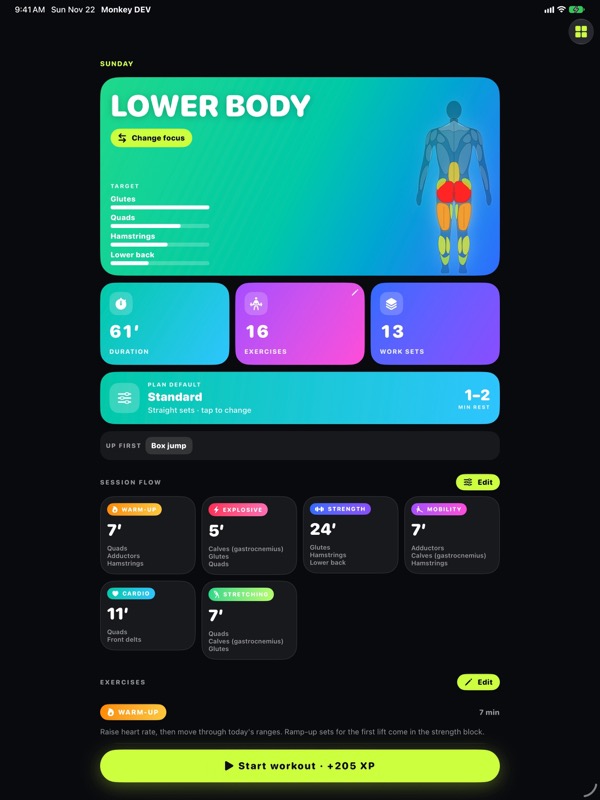 9:41 AM Sun Nov 22 Monkey DEV
SUNDAY
LOWER BODY
Change focus
TARGET
Glutes
Quads
Hamstrings
Lower back
61′
DURATION
16
EXERCISES
13
WORK SETS
PLAN DEFAULT
Standard
Straight sets · tap to change
1–2
MIN REST
UP FIRST Box jump
SESSION FLOW
Edit
WARM-UP
7′
Quads
Adductors
Hamstrings
EXPLOSIVE
5′
Calves (gastrocnemius)
Glutes
Quads
STRENGTH
24′
Glutes
Hamstrings
Lower back
MOBILITY
7′
Adductors
Calves (gastrocnemius)
Hamstrings
CARDIO
11′
Quads
Front delts
STRETCHING
7′
Quads
Calves (gastrocnemius)
Glutes
EXERCISES
Edit
WARM-UP
7 min
Raise heart rate, then move through today's ranges. Ramp-up sets for the first lift come in the strength block.
Start workout · +205 XP